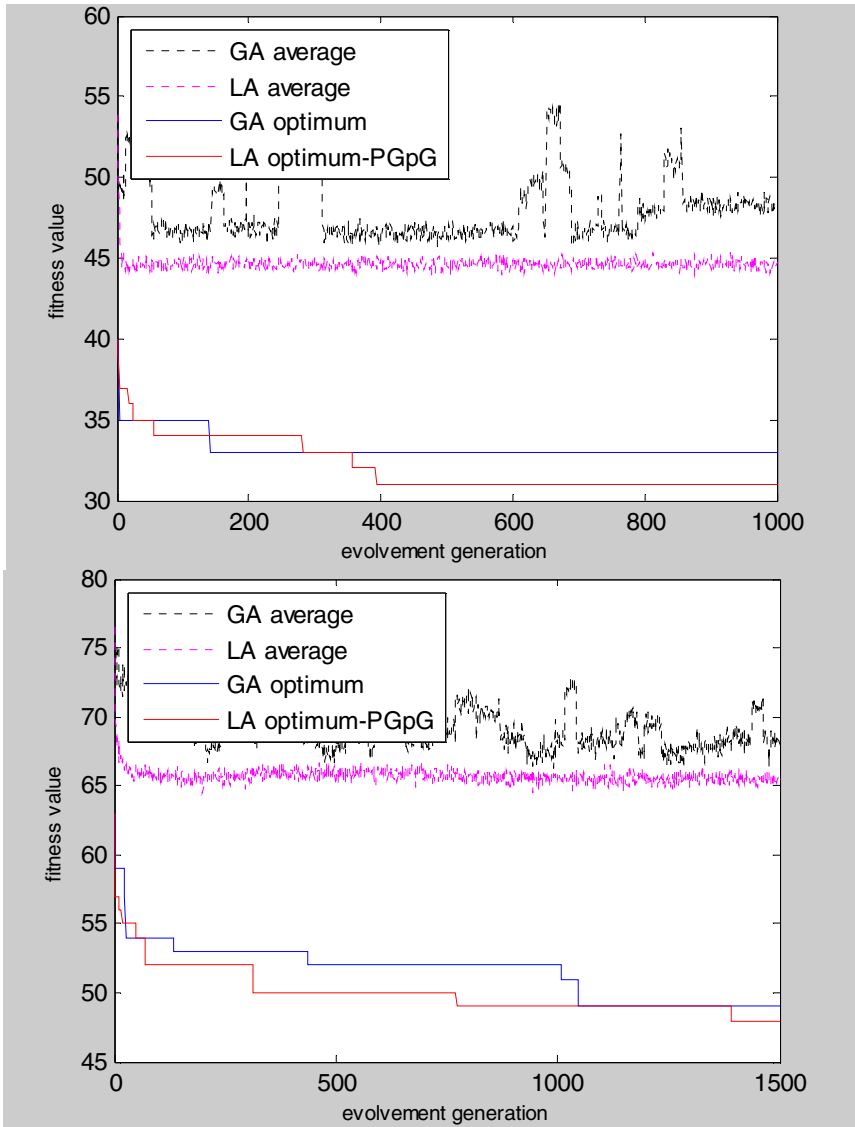 60
55
50
45
40
35
30
fitness value
GA average
LA average
GA optimum
LA optimum-PGpG
0
200
400
600
800
1000
evolvement generation
80
75
70
65
60
55
50
45
fitness value
GA average
LA average
GA optimum
LA optimum-PGpG
0
500
1000
1500
evolvement generation